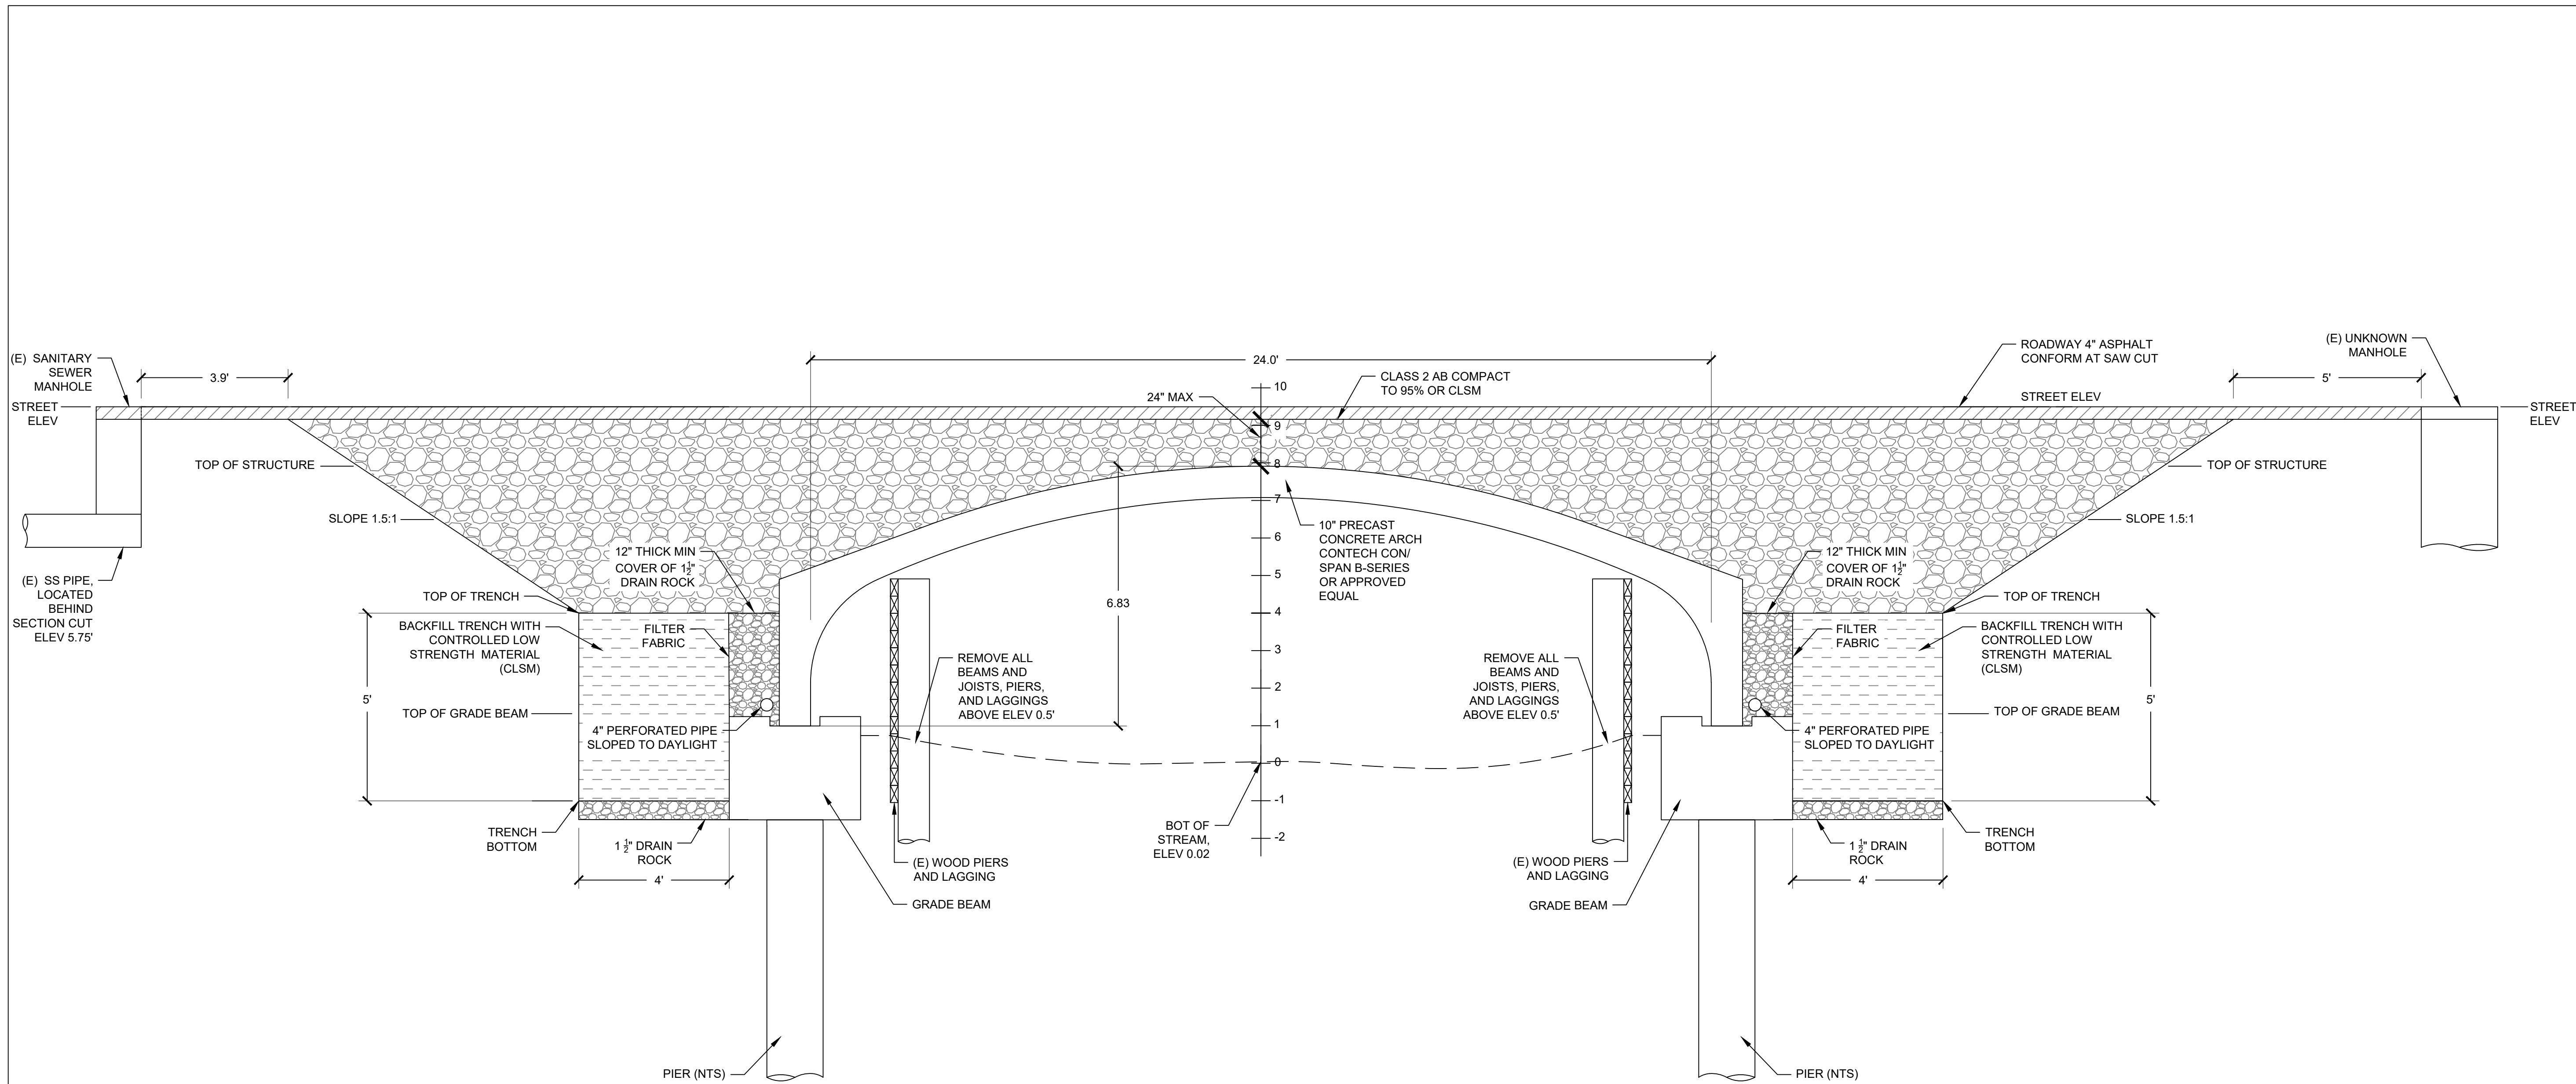 (E) SANITARY
SEWER
MANHOLE
3.9'
STREET
ELEV
24.0'
24" MAX
CLASS 2 AB COMPACT
TO 95% OR CLSM
ROADWAY 4" ASPHALT
CONFORM AT SAW CUT
STREET ELEV
(E) UNKNOWN
MANHOLE
5'
STREET
ELEV
10
9
8
7
6
5
4
3
2
1
0
-1
-2
TOP OF STRUCTURE
SLOPE 1.5:1
12" THICK MIN
COVER OF 1 1/2"
DRAIN ROCK
(E) SS PIPE,
LOCATED
BEHIND
SECTION CUT
ELEV 5.75'
TOP OF TRENCH
BACKFILL TRENCH WITH
CONTROLLED LOW
STRENGTH MATERIAL
(CLSM)
FILTER
FABRIC
5'
TOP OF GRADE BEAM
4" PERFORATED PIPE
SLOPED TO DAYLIGHT
TRENCH
BOTTOM
1 1/2" DRAIN
ROCK
4'
PIER (NTS)
6.83
REMOVE ALL
BEAMS AND
JOISTS, PIERS,
AND LAGGINGS
ABOVE ELEV 0.5'
(E) WOOD PIERS
AND LAGGING
GRADE BEAM
10" PRECAST
CONCRETE ARCH
CONTECH CON/
SPAN B-SERIES
OR APPROVED
EQUAL
BOT OF
STREAM,
ELEV 0.02
REMOVE ALL
BEAMS AND
JOISTS, PIERS,
AND LAGGINGS
ABOVE ELEV 0.5'
(E) WOOD PIERS
AND LAGGING
GRADE BEAM
TOP OF STRUCTURE
SLOPE 1.5:1
12" THICK MIN
COVER OF 1 1/2"
DRAIN ROCK
TOP OF TRENCH
FILTER
FABRIC
BACKFILL TRENCH WITH
CONTROLLED LOW
STRENGTH MATERIAL
(CLSM)
5'
TOP OF GRADE BEAM
4" PERFORATED PIPE
SLOPED TO DAYLIGHT
TRENCH
BOTTOM
1 1/2" DRAIN
ROCK
4'
PIER (NTS)